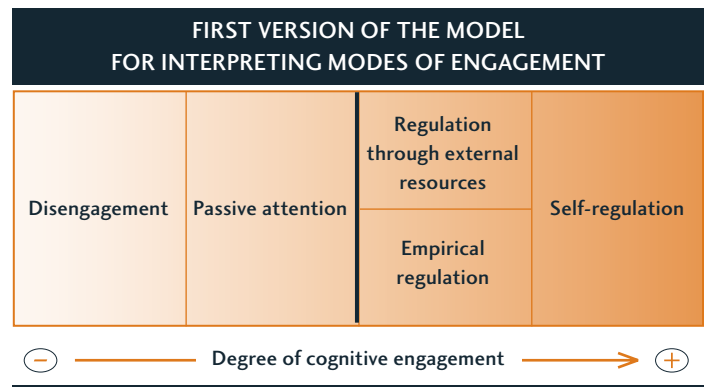 FIRST VERSION OF THE MODEL
FOR INTERPRETING MODES OF ENGAGEMENT
Disengagement
Passive attention
Regulation
through external
resources
Empirical
regulation
Self-regulation
− Degree of cognitive engagement +